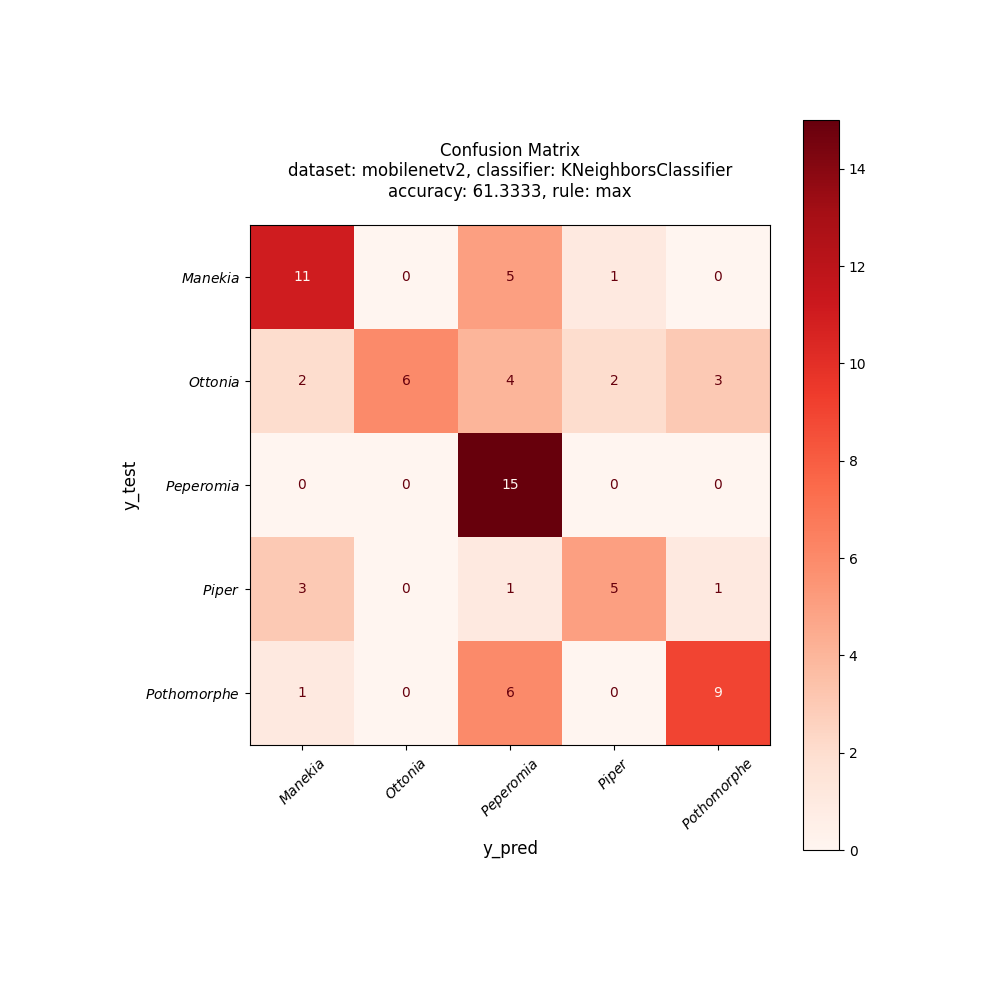 Confusion Matrix
dataset: mobilenetv2, classifier: KNeighborsClassifier
accuracy: 61.3333, rule: max
y_test
Manekia 11 0 5 1 0
Ottonia 2 6 4 2 3
Peperomia 0 0 15 0 0
Piper 3 0 1 5 1
Pothomorphe 1 0 6 0 9
Manekia Ottonia Peperomia Piper Pothomorphe
y_pred
14
12
10
8
6
4
2
0